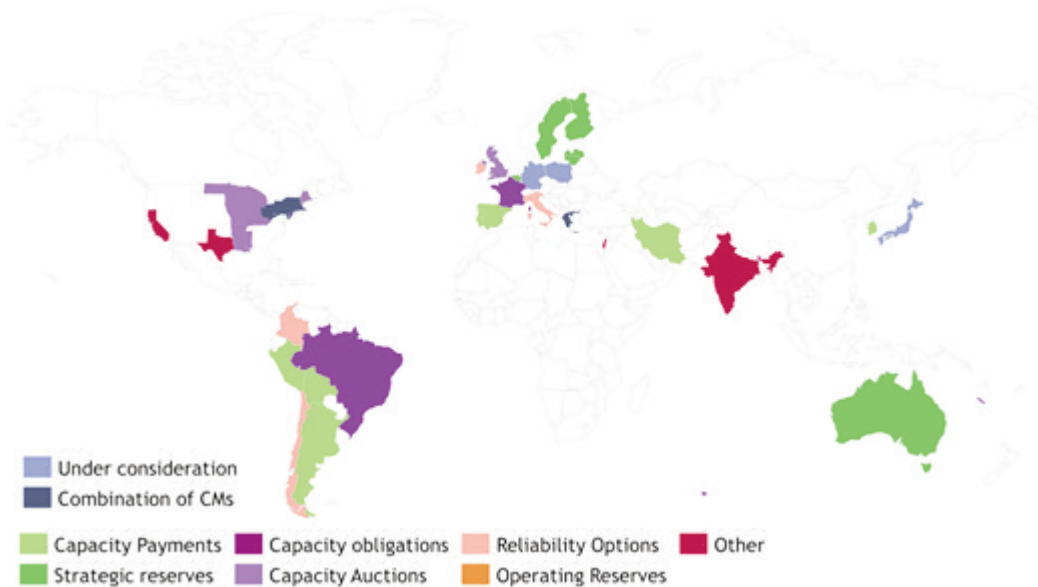 Under consideration
Combination of CMs
Capacity Payments Capacity obligations Reliability Options Other
Strategic reserves Capacity Auctions Operating Reserves